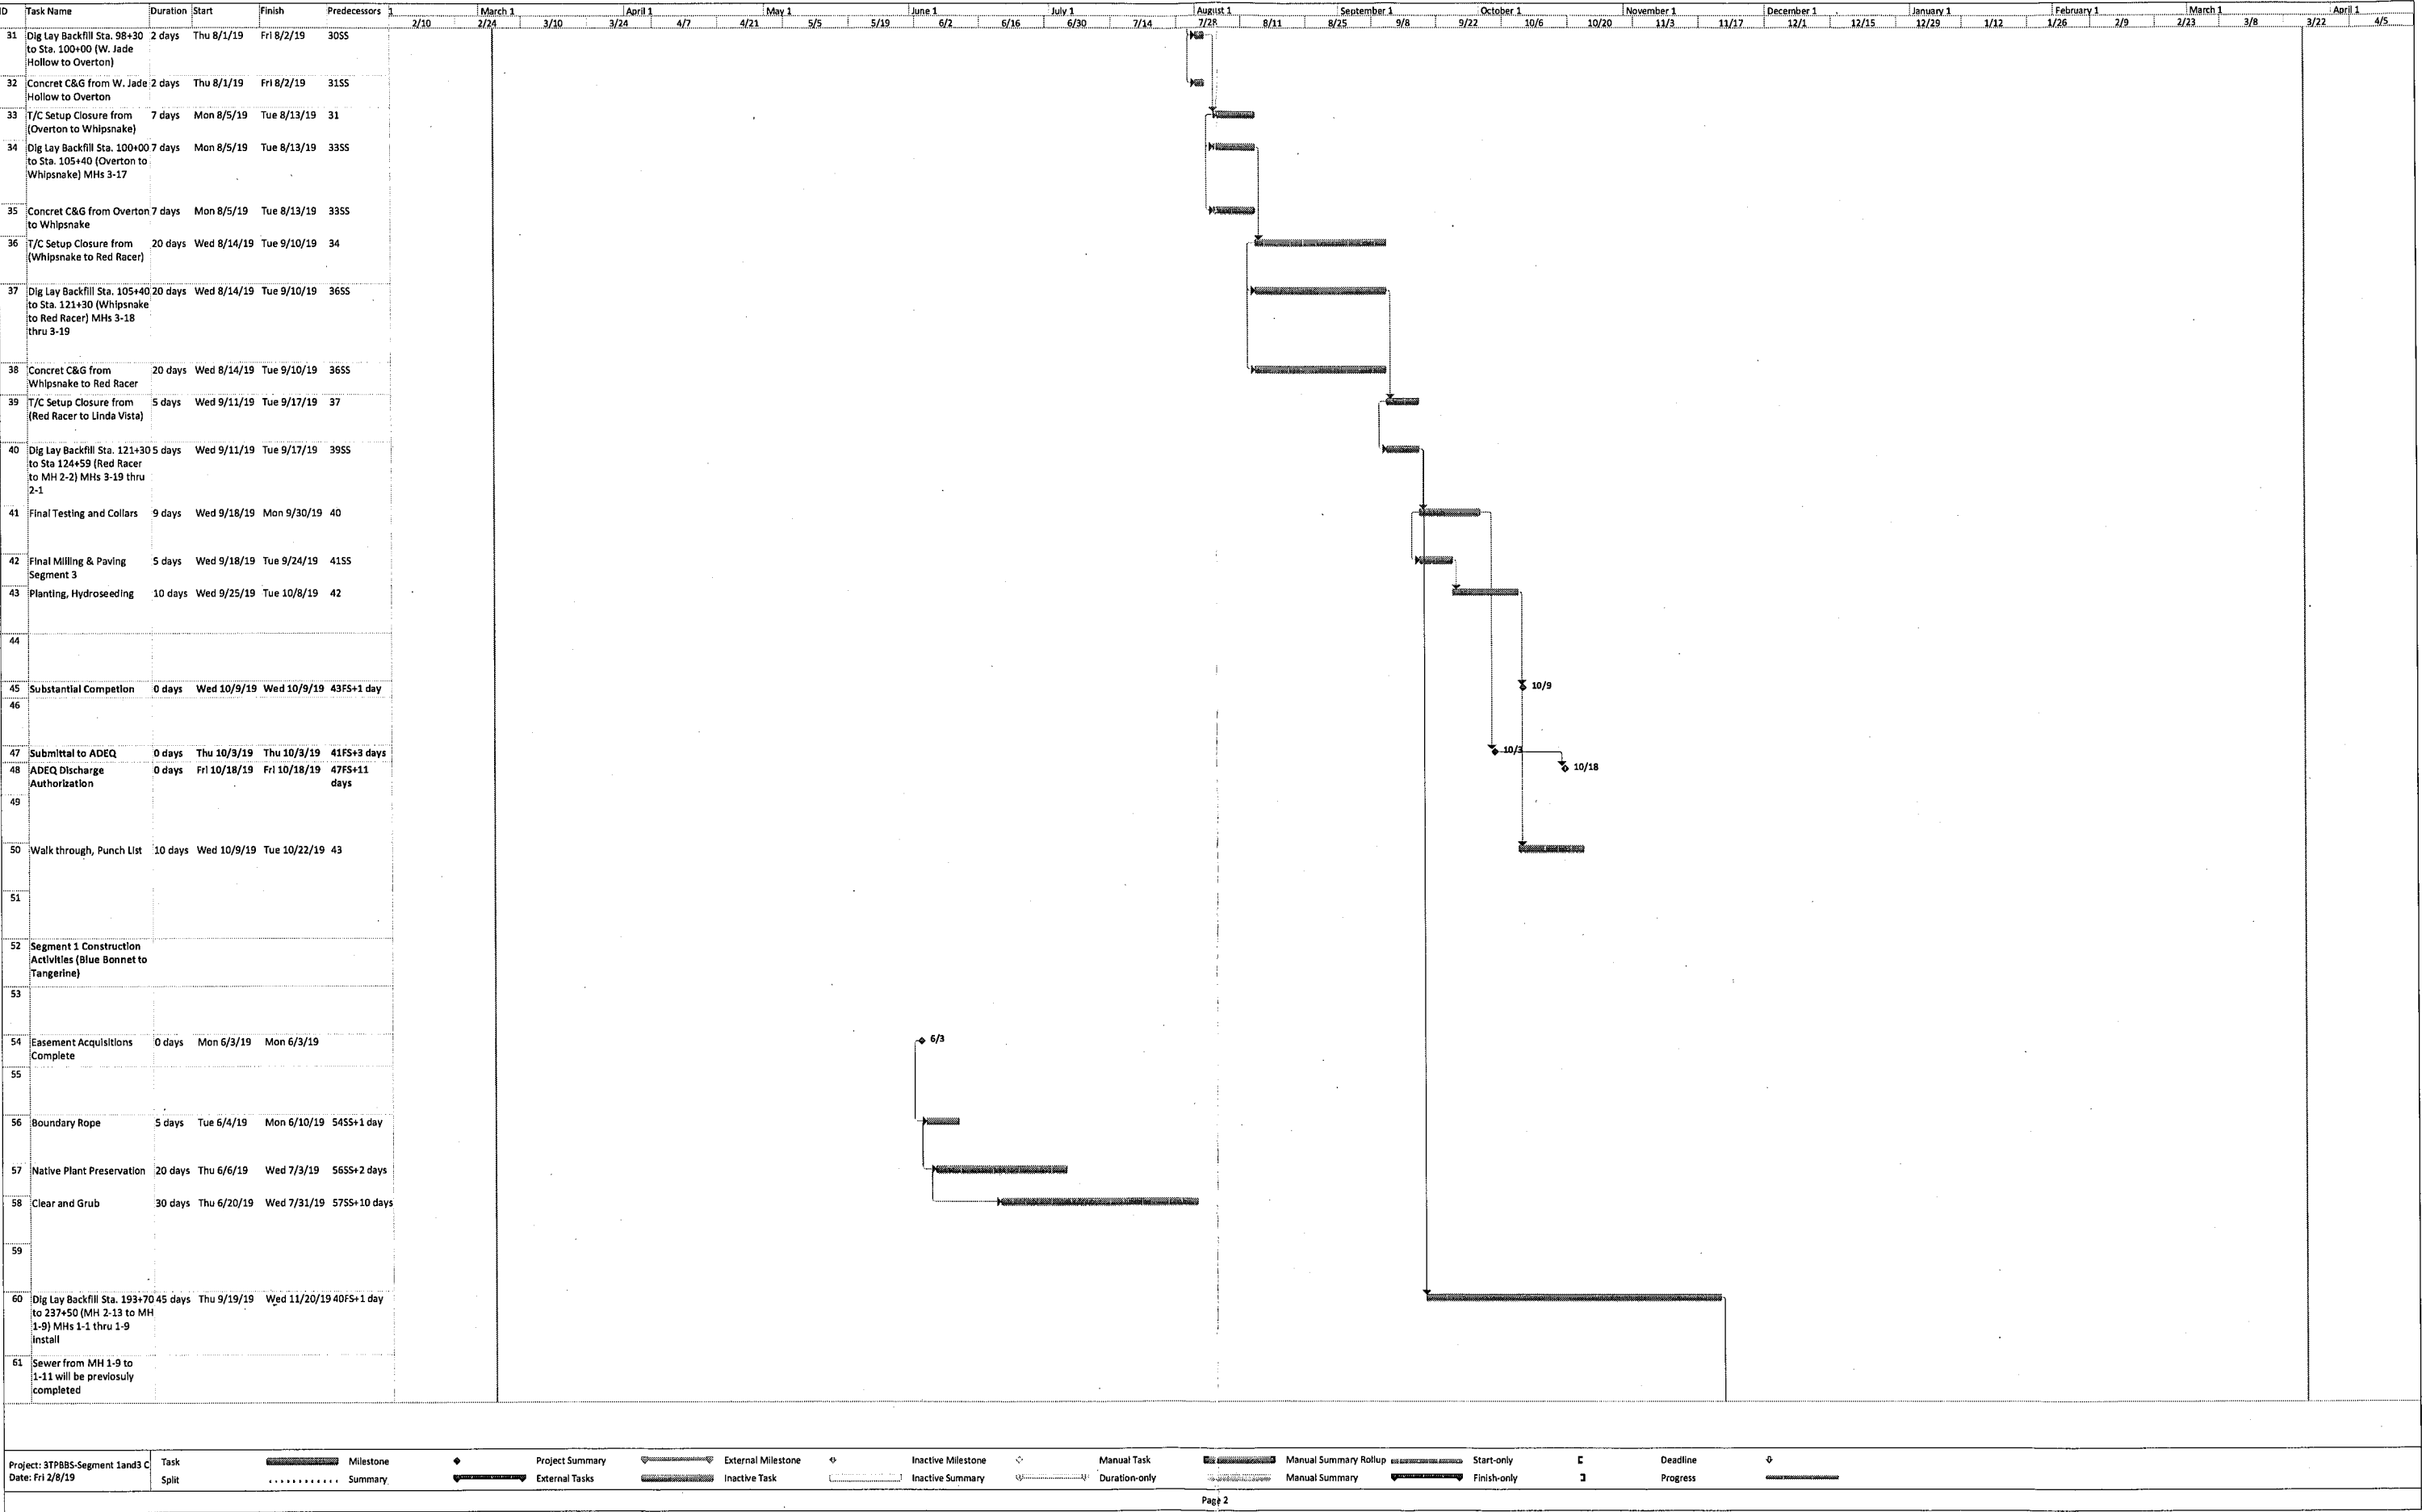 ID Task Name Duration Start Finish Predecessors 1 March 1 April 1 May 1 June 1 July 1 August 1 September 1 October 1 November 1 December 1 January 1 February 1 March 1 April 1
2/10 2/24 3/10 3/24 4/7 4/21 5/5 5/19 6/2 6/16 6/30 7/14 7/28 8/11 8/25 9/8 9/22 10/6 10/20 11/3 11/17 12/1 12/15 12/29 1/12 1/26 2/9 2/23 3/8 3/22 4/5
31 Dig Lay Backfill Sta. 98+30 2 days Thu 8/1/19 Fri 8/2/19 30SS
to Sta. 100+00 (W. Jade
Hollow to Overton)
32 Concret C&G from W. Jade 2 days Thu 8/1/19 Fri 8/2/19 31SS
Hollow to Overton
33 T/C Setup Closure from 7 days Mon 8/5/19 Tue 8/13/19 31
(Overton to Whipsnake)
34 Dig Lay Backfill Sta. 100+00 7 days Mon 8/5/19 Tue 8/13/19 33SS
to Sta. 105+40 (Overton to
Whipsnake) MHs 3-17
35 Concret C&G from Overton 7 days Mon 8/5/19 Tue 8/13/19 33SS
to Whipsnake
36 T/C Setup Closure from 20 days Wed 8/14/19 Tue 9/10/19 34
(Whipsnake to Red Racer)
37 Dig Lay Backfill Sta. 105+40 20 days Wed 8/14/19 Tue 9/10/19 36SS
to Sta. 121+30 (Whipsnake
to Red Racer) MHs 3-18
thru 3-19
38 Concret C&G from 20 days Wed 8/14/19 Tue 9/10/19 36SS
Whipsnake to Red Racer
39 T/C Setup Closure from 5 days Wed 9/11/19 Tue 9/17/19 37
(Red Racer to Linda Vista)
40 Dig Lay Backfill Sta. 121+30 5 days Wed 9/11/19 Tue 9/17/19 39SS
to Sta 124+59 (Red Racer
to MH 2-2) MHs 3-19 thru
2-1
41 Final Testing and Collars 9 days Wed 9/18/19 Mon 9/30/19 40
42 Final Milling & Paving 5 days Wed 9/18/19 Tue 9/24/19 41SS
Segment 3
43 Planting, Hydroseeding 10 days Wed 9/25/19 Tue 10/8/19 42
44
45 Substantial Competion 0 days Wed 10/9/19 Wed 10/9/19 43FS+1 day 10/9
46
47 Submittal to ADEQ 0 days Thu 10/3/19 Thu 10/3/19 41FS+3 days 10/3
48 ADEQ Discharge 0 days Fri 10/18/19 Fri 10/18/19 47FS+11 10/18
Authorization days
49
50 Walk through, Punch List 10 days Wed 10/9/19 Tue 10/22/19 43
51
52 Segment 1 Construction
Activities (Blue Bonnet to
Tangerine)
53
54 Easement Acquisitions 0 days Mon 6/3/19 Mon 6/3/19 6/3
Complete
55
56 Boundary Rope 5 days Tue 6/4/19 Mon 6/10/19 54SS+1 day
57 Native Plant Preservation 20 days Thu 6/6/19 Wed 7/3/19 56SS+2 days
58 Clear and Grub 30 days Thu 6/20/19 Wed 7/31/19 57SS+10 days
59
60 Dig Lay Backfill Sta. 193+70 45 days Thu 9/19/19 Wed 11/20/19 40FS+1 day
to 237+50 (MH 2-13 to MH
1-9) MHs 1-1 thru 1-9
install
61 Sewer from MH 1-9 to
1-11 will be previosuly
completed
Project: 3TPBBS-Segment 1and3 C Task Milestone Project Summary External Milestone Inactive Milestone Manual Task Manual Summary Rollup Start-only Deadline
Date: Fri 2/8/19 Split Summary External Tasks Inactive Task Inactive Summary Duration-only Manual Summary Finish-only Progress
Page 2